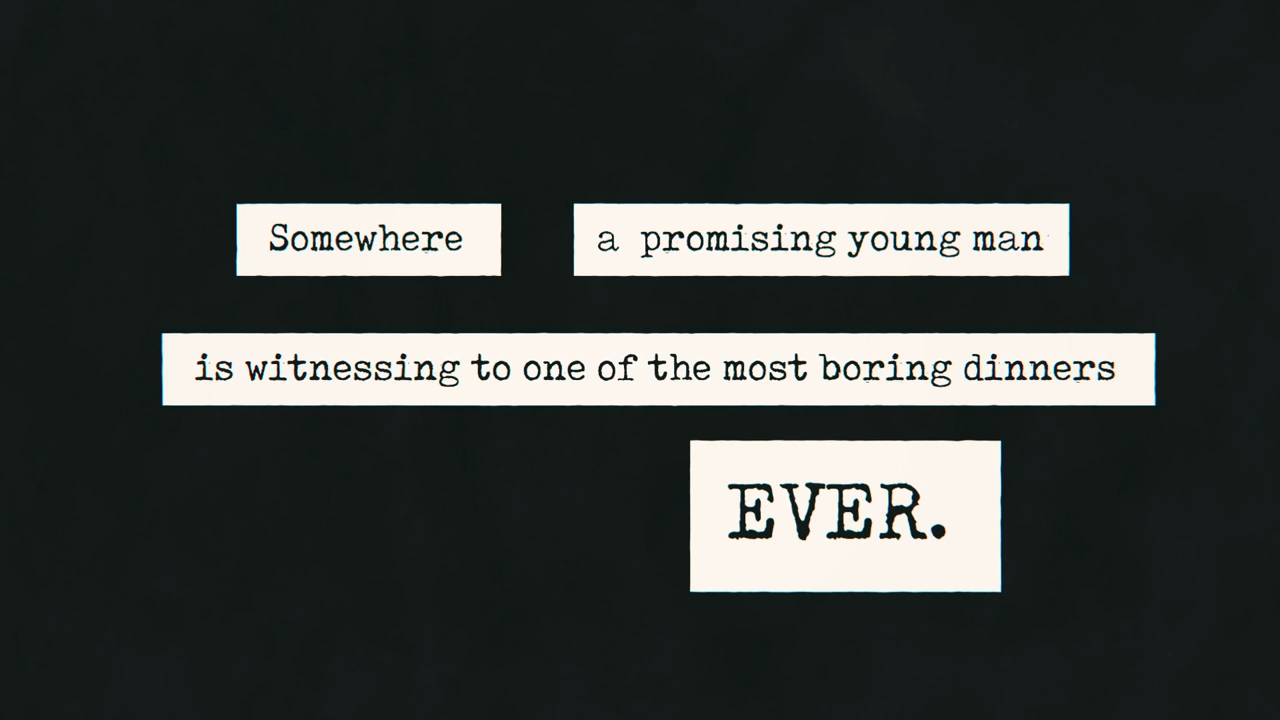 Somewhere a promising young man
is witnessing to one of the most boring dinners
EVER.